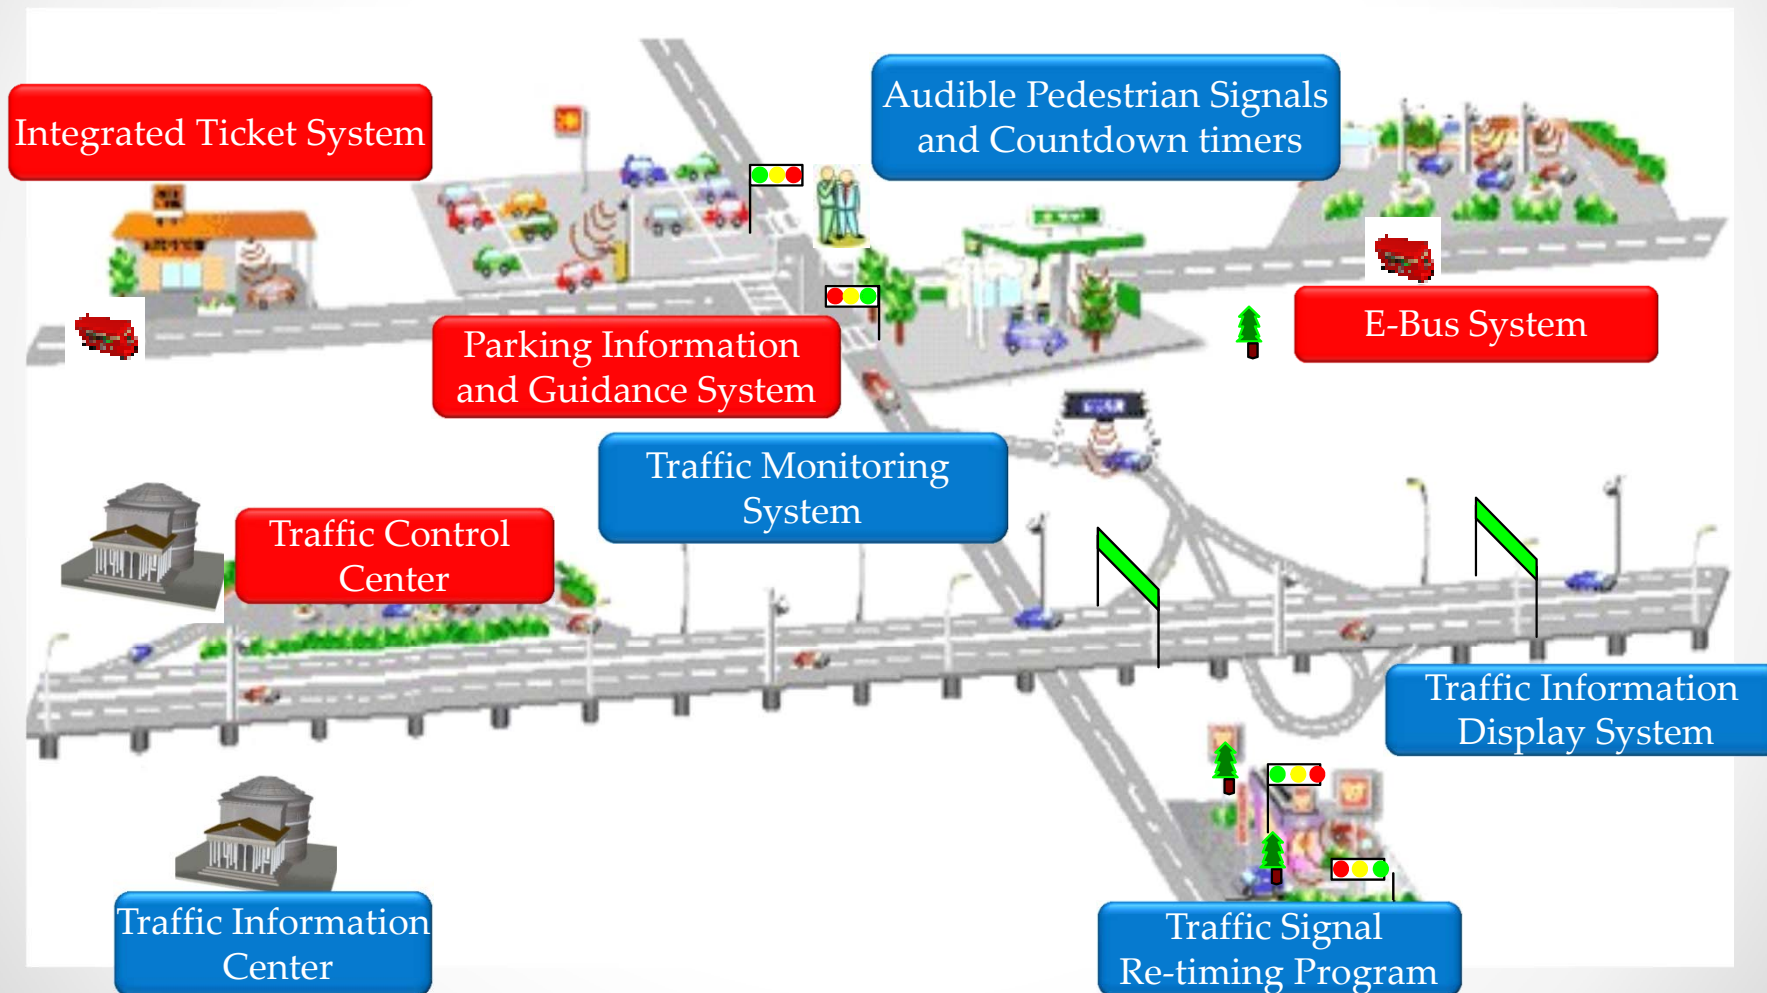 Integrated Ticket System
Audible Pedestrian Signals
and Countdown timers
E-Bus System
Parking Information
and Guidance System
Traffic Monitoring
System
Traffic Control
Center
Traffic Information
Display System
Traffic Information
Center
Traffic Signal
Re-timing Program